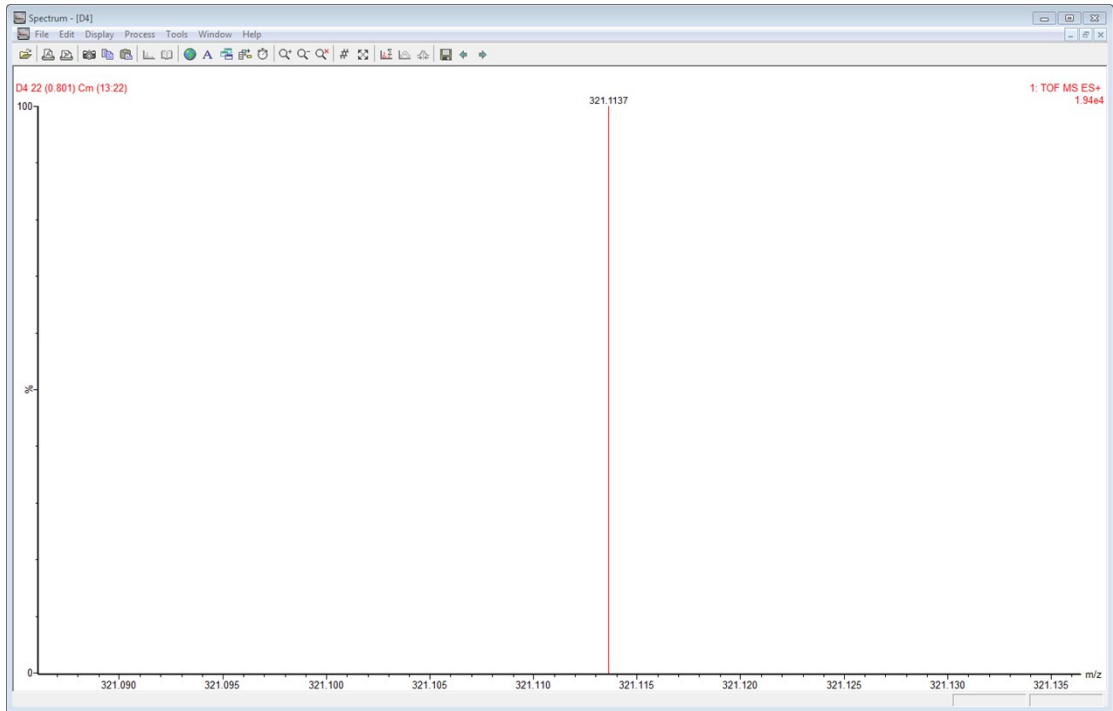 Spectrum - [D4]
File Edit Display Process Tools Window Help
D4 22 (0.801) Cm (13:22)
1: TOF MS ES+
1.94e4
321.1137
100
%
0
321.090 321.095 321.100 321.105 321.110 321.115 321.120 321.125 321.130 321.135 m/z